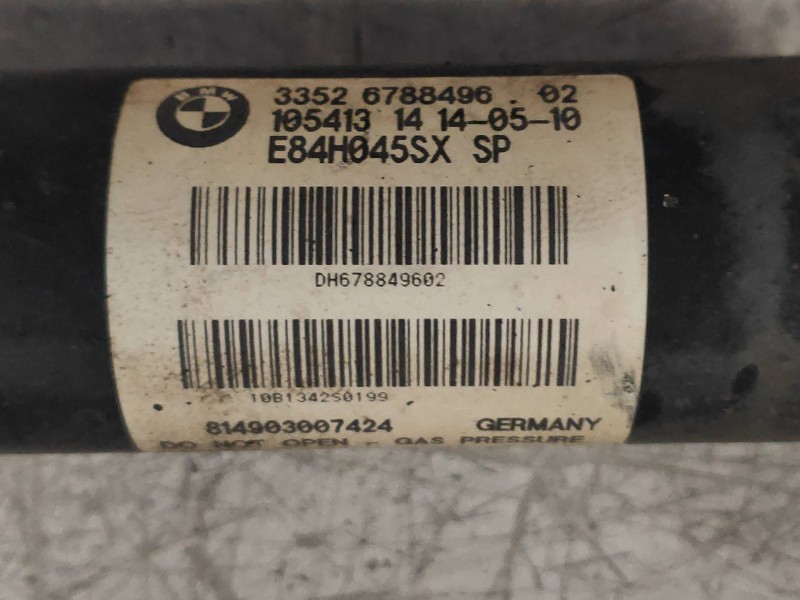 BMW
3352 6788496 . 02
105413 14 14-05-10
E84H045SX SP
DH678849602
10B1342S0199
814903007424 GERMANY
DO NOT OPEN - GAS PRESSURE